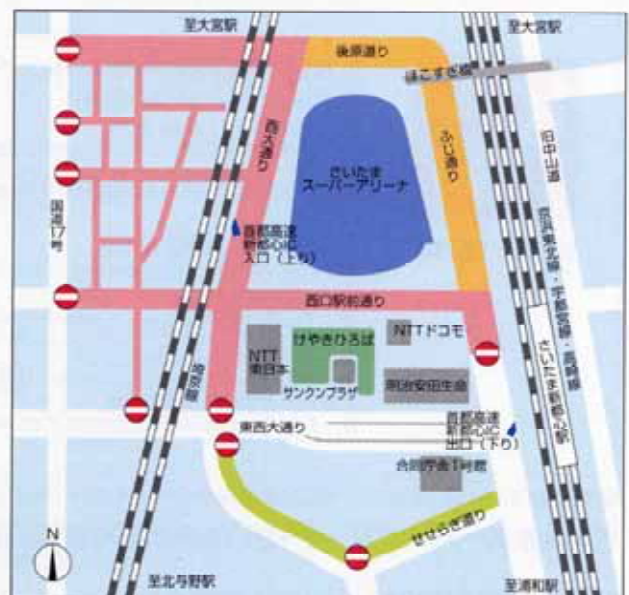 至大宮駅
至大宮駅
後原道り
ほこすぎ橋
西大通り
ふじ通り
さいたま
スーパーアリーナ
旧中山道
国道17号
首都高速
新都心IC
入口（上り）
京浜東北線・宇都宮線・高崎線
西口駅前通り
NTTドコモ
けやきひろば
NTT
東日本
サンクンプラザ
明治安田生命
さいたま新都心駅
埼京線
東西大通り
首都高速
新都心IC
出口（下り）
合同庁舎1号館
せせらぎ通り
N
至北与野駅
至浦和駅